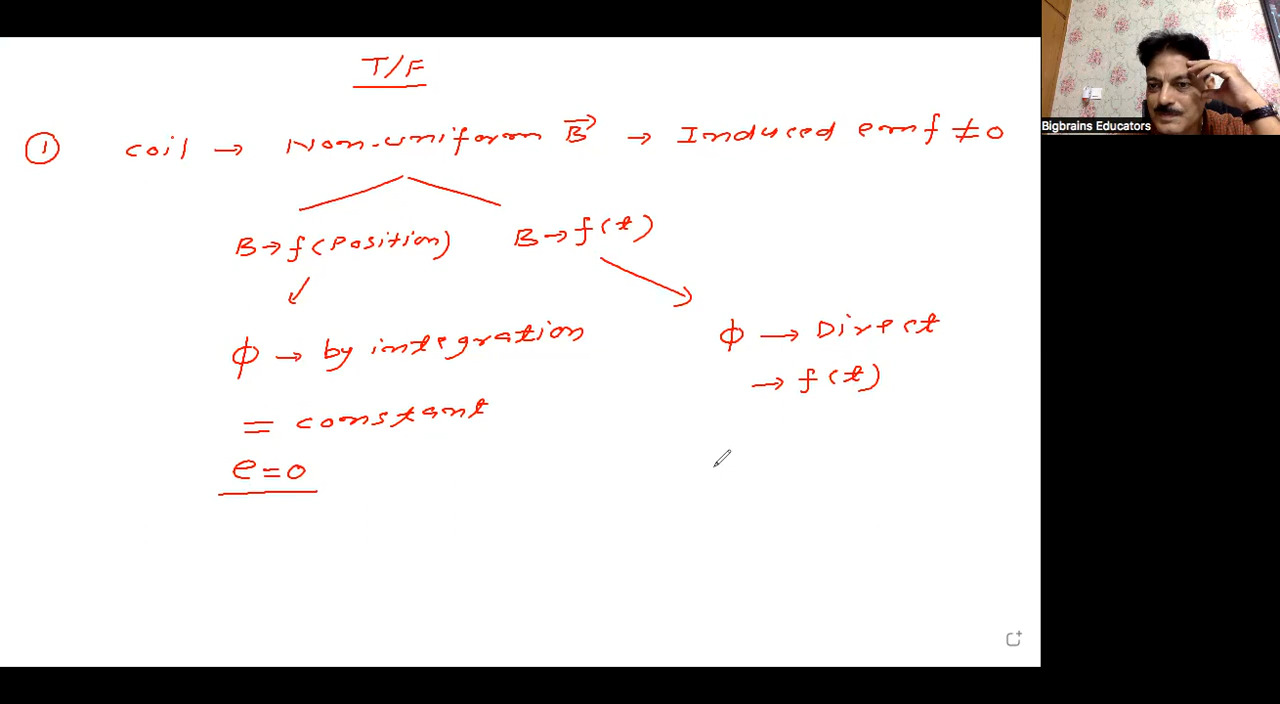 T/F
① coil → Non-uniform B⃗ → Induced emf ≠ 0
B → f(Position) B → f(t)
ϕ → by integration
= constant
e = 0
ϕ → Direct
→ f(t)
Bigbrains Educators